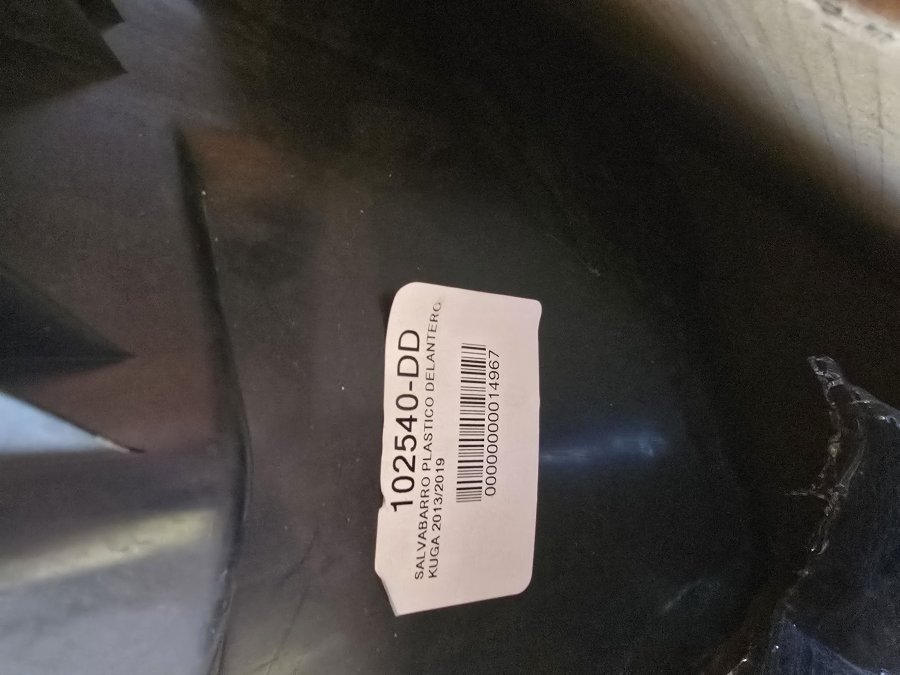 102540-DD
SALVABARRO PLASTICO DELANTERO
KUGA 2013/2019
0000000014967